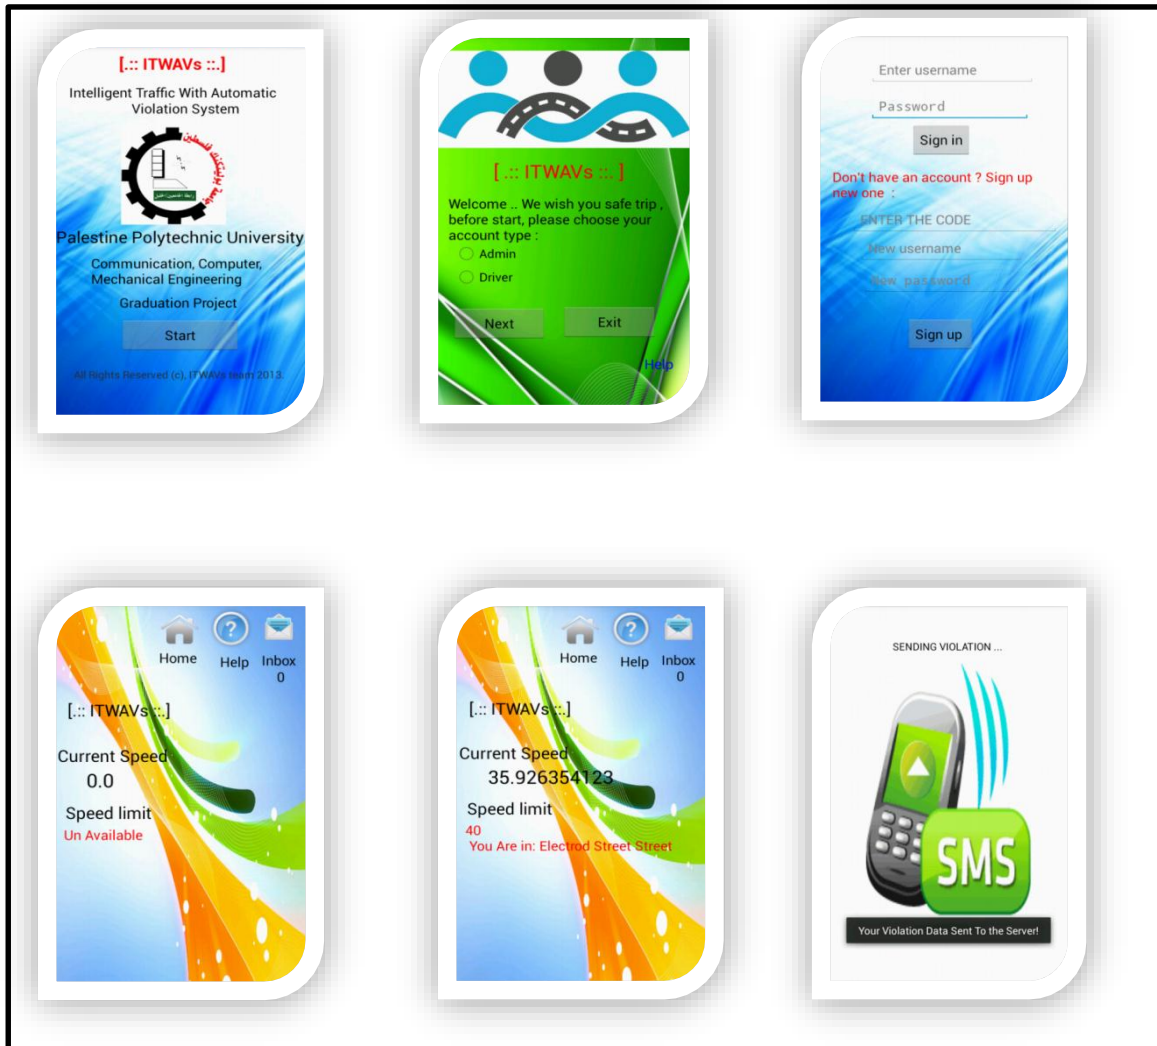 [.:: ITWAVs ::.]
Intelligent Traffic With Automatic
Violation System
جامعة بوليتكنك فلسطين
Palestine Polytechnic University
Communication, Computer,
Mechanical Engineering
Graduation Project
Start
All Rights Reserved (c), ITWAVs team 2013.
[ .:: ITWAVs ::. ]
Welcome .. We wish you safe trip ,
before start, please choose your
account type :
Admin
Driver
Next
Exit
Help
Enter username
Password
Sign in
Don't have an account ? Sign up
new one :
ENTER THE CODE
New username
New password
Sign up
Home
Help
Inbox
0
[.:: ITWAVs ::.]
Current Speed
0.0
Speed limit
Un Available
Home
Help
Inbox
0
[.:: ITWAVs ::.]
Current Speed
35.926354123
Speed limit
40
You Are in: Electrod Street Street
SENDING VIOLATION ...
SMS
Your Violation Data Sent To the Server!